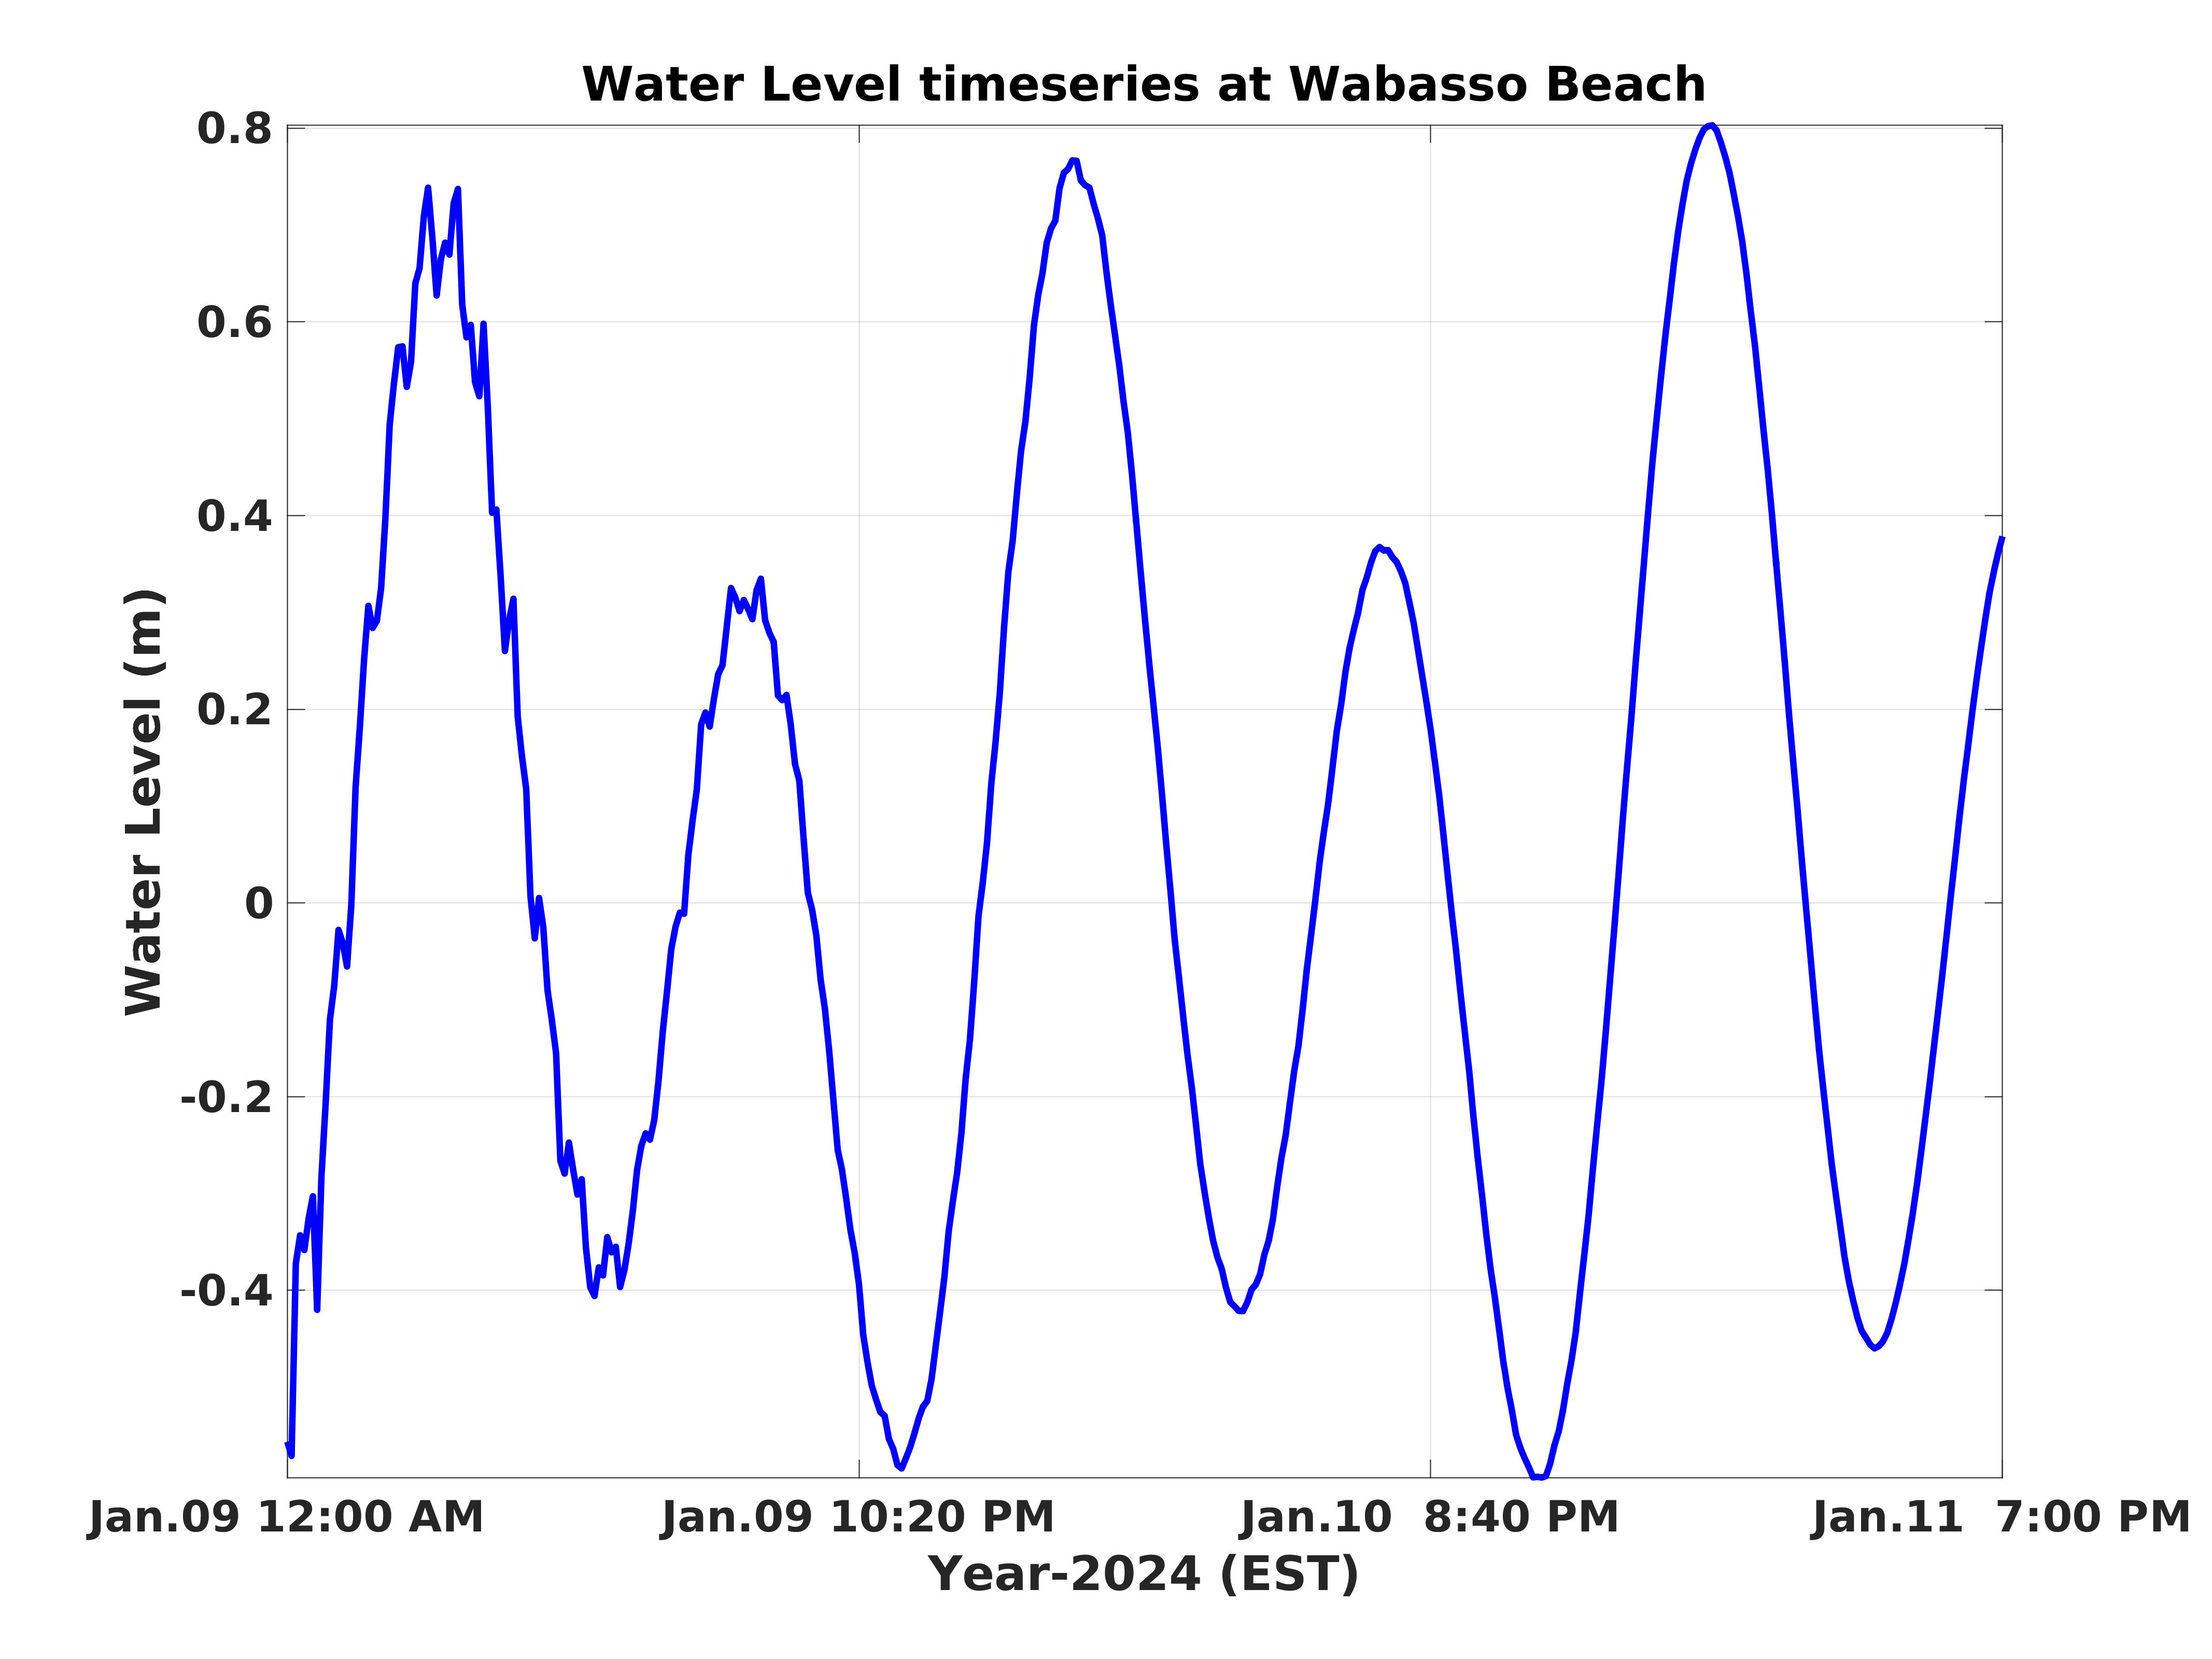 Water Level timeseries at Wabasso Beach
0.8
0.6
0.4
0.2
0
-0.2
-0.4
Water Level (m)
Jan.09 12:00 AM
Jan.09 10:20 PM
Jan.10  8:40 PM
Jan.11  7:00 PM
Year-2024 (EST)